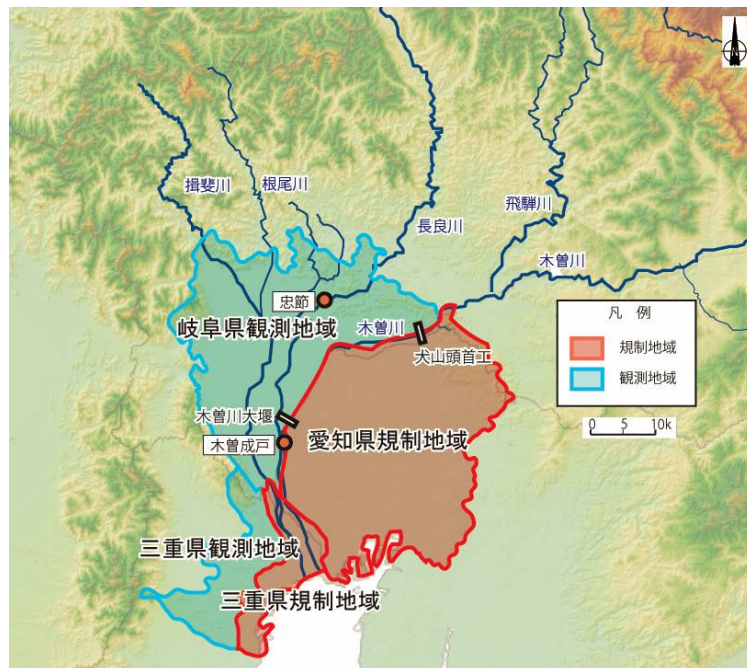 揖斐川
根尾川
長良川
飛騨川
木曽川
忠節
岐阜県観測地域
木曽川
犬山頭首工
凡 例
規制地域
観測地域
0 5 10k
木曽川大堰
木曽成戸
愛知県規制地域
三重県観測地域
三重県規制地域